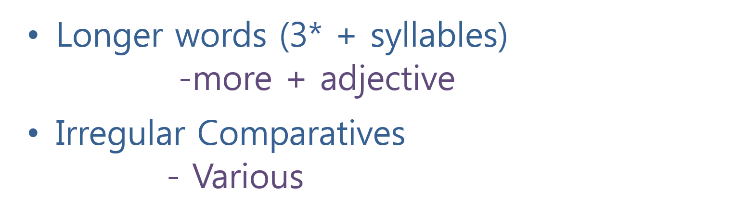 • Longer words (3* + syllables)
-more + adjective
• Irregular Comparatives
- Various